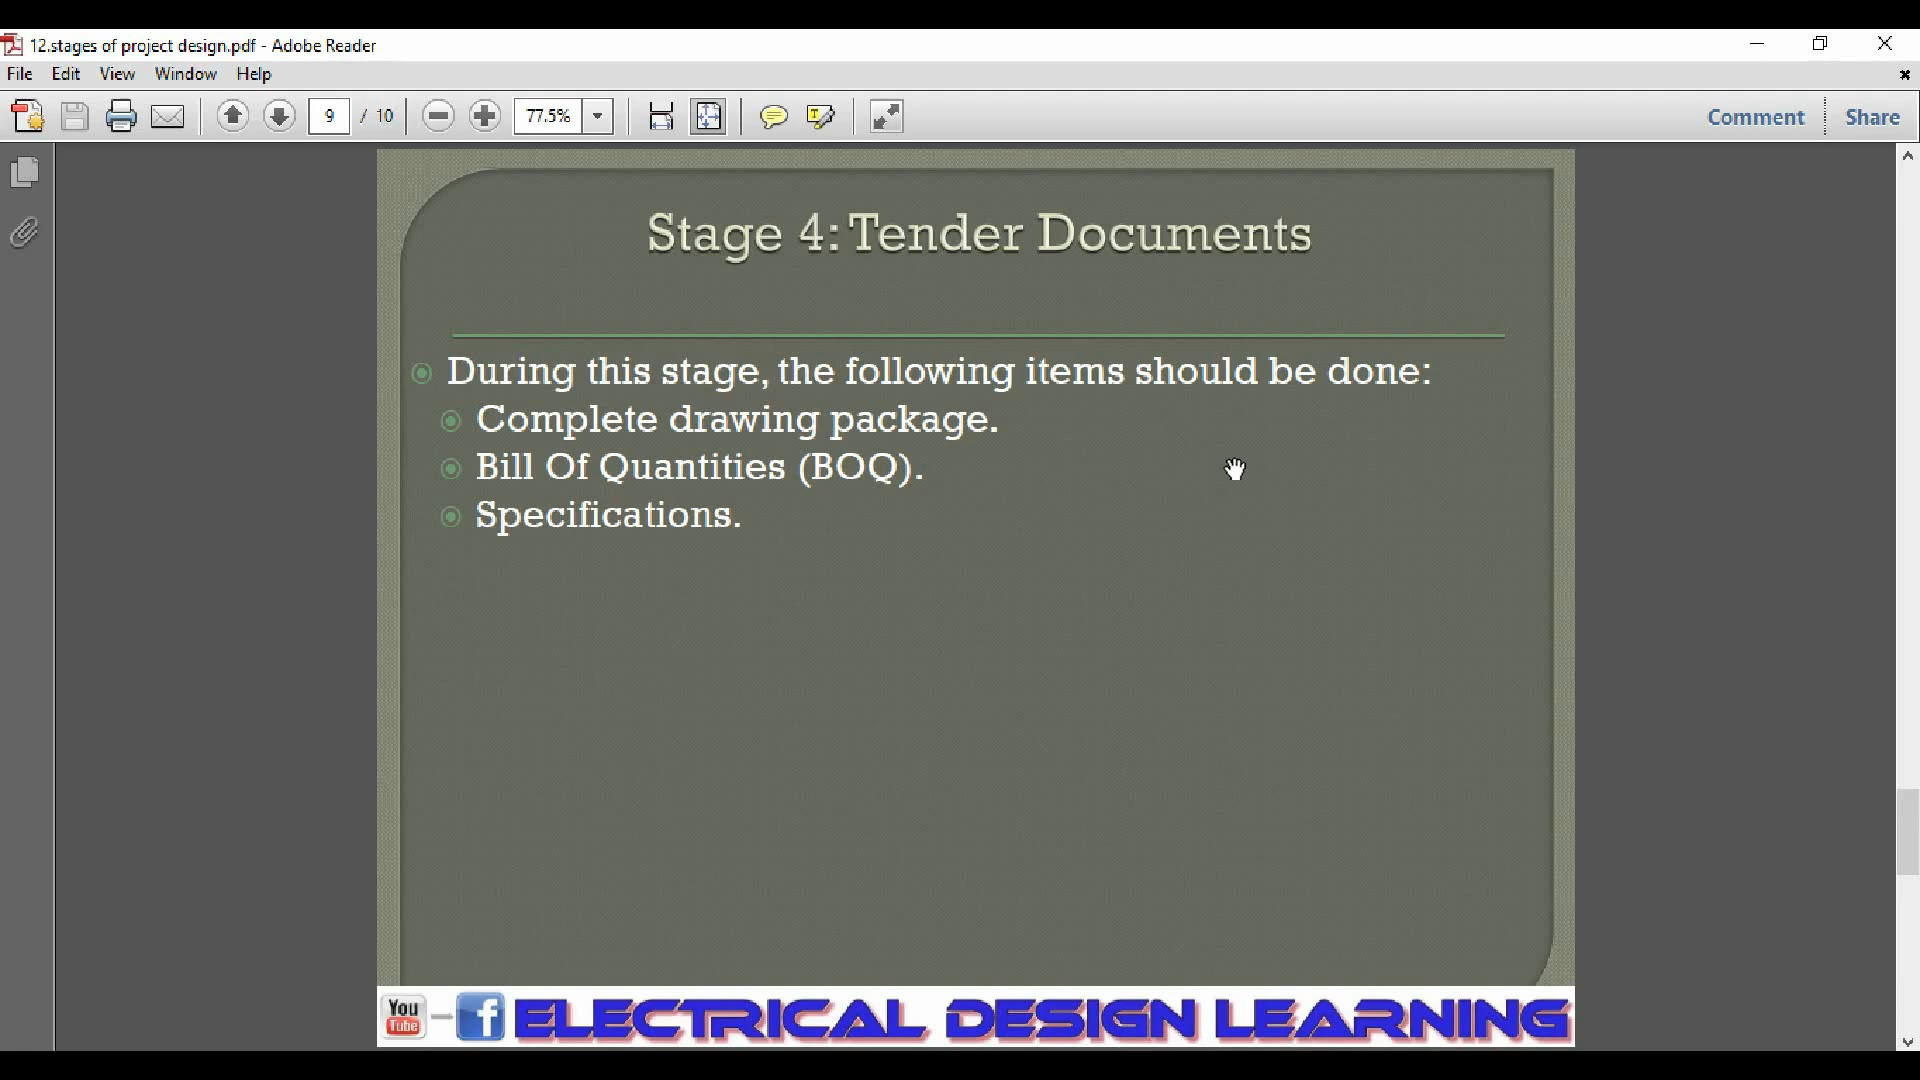 12.stages of project design.pdf - Adobe Reader
File Edit View Window Help
9 / 10 77.5% Comment Share
Stage 4: Tender Documents
During this stage, the following items should be done:
Complete drawing package.
Bill Of Quantities (BOQ).
Specifications.
You Tube – f ELECTRICAL DESIGN LEARNING